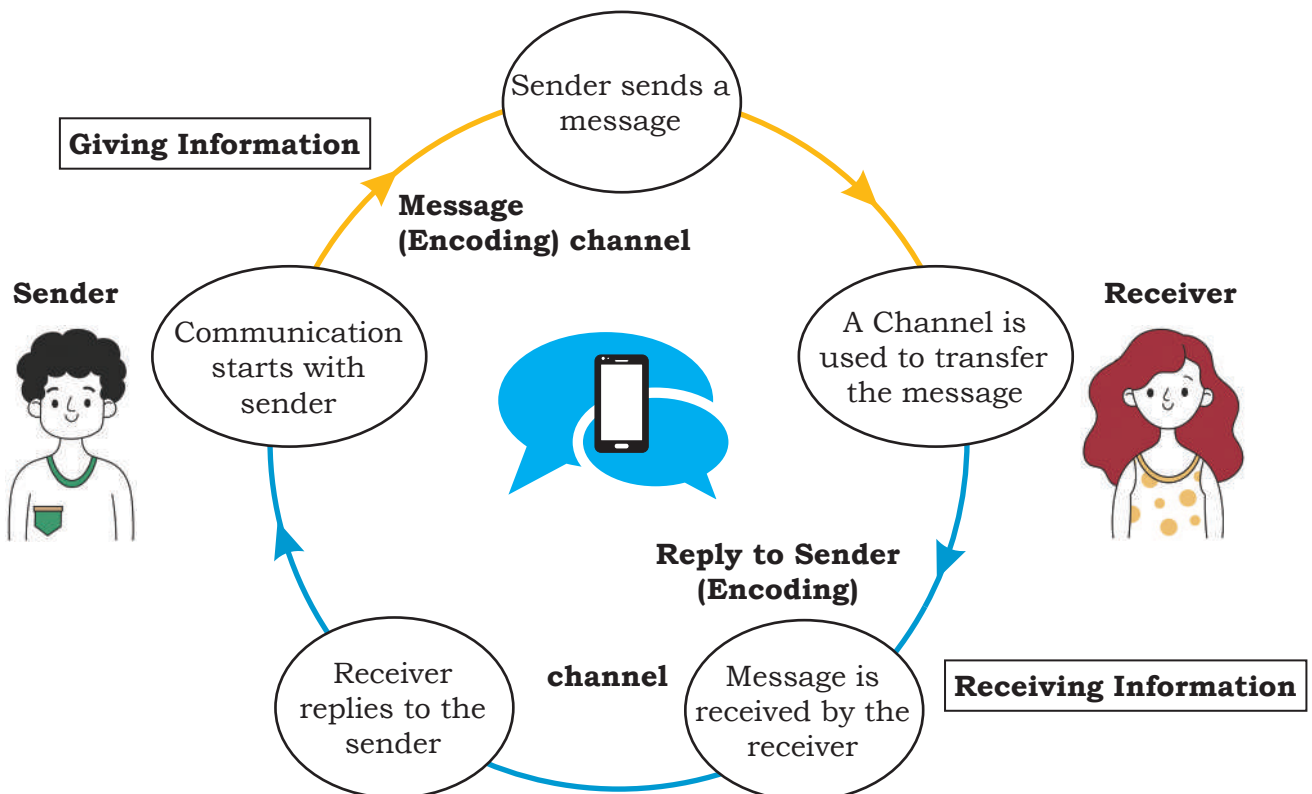 Sender sends a
message
Giving Information
Message
(Encoding) channel
Sender
Communication
starts with
sender
A Channel is
used to transfer
the message
Receiver
Reply to Sender
(Encoding)
channel
Receiver
replies to the
sender
Message is
received by the
receiver
Receiving Information